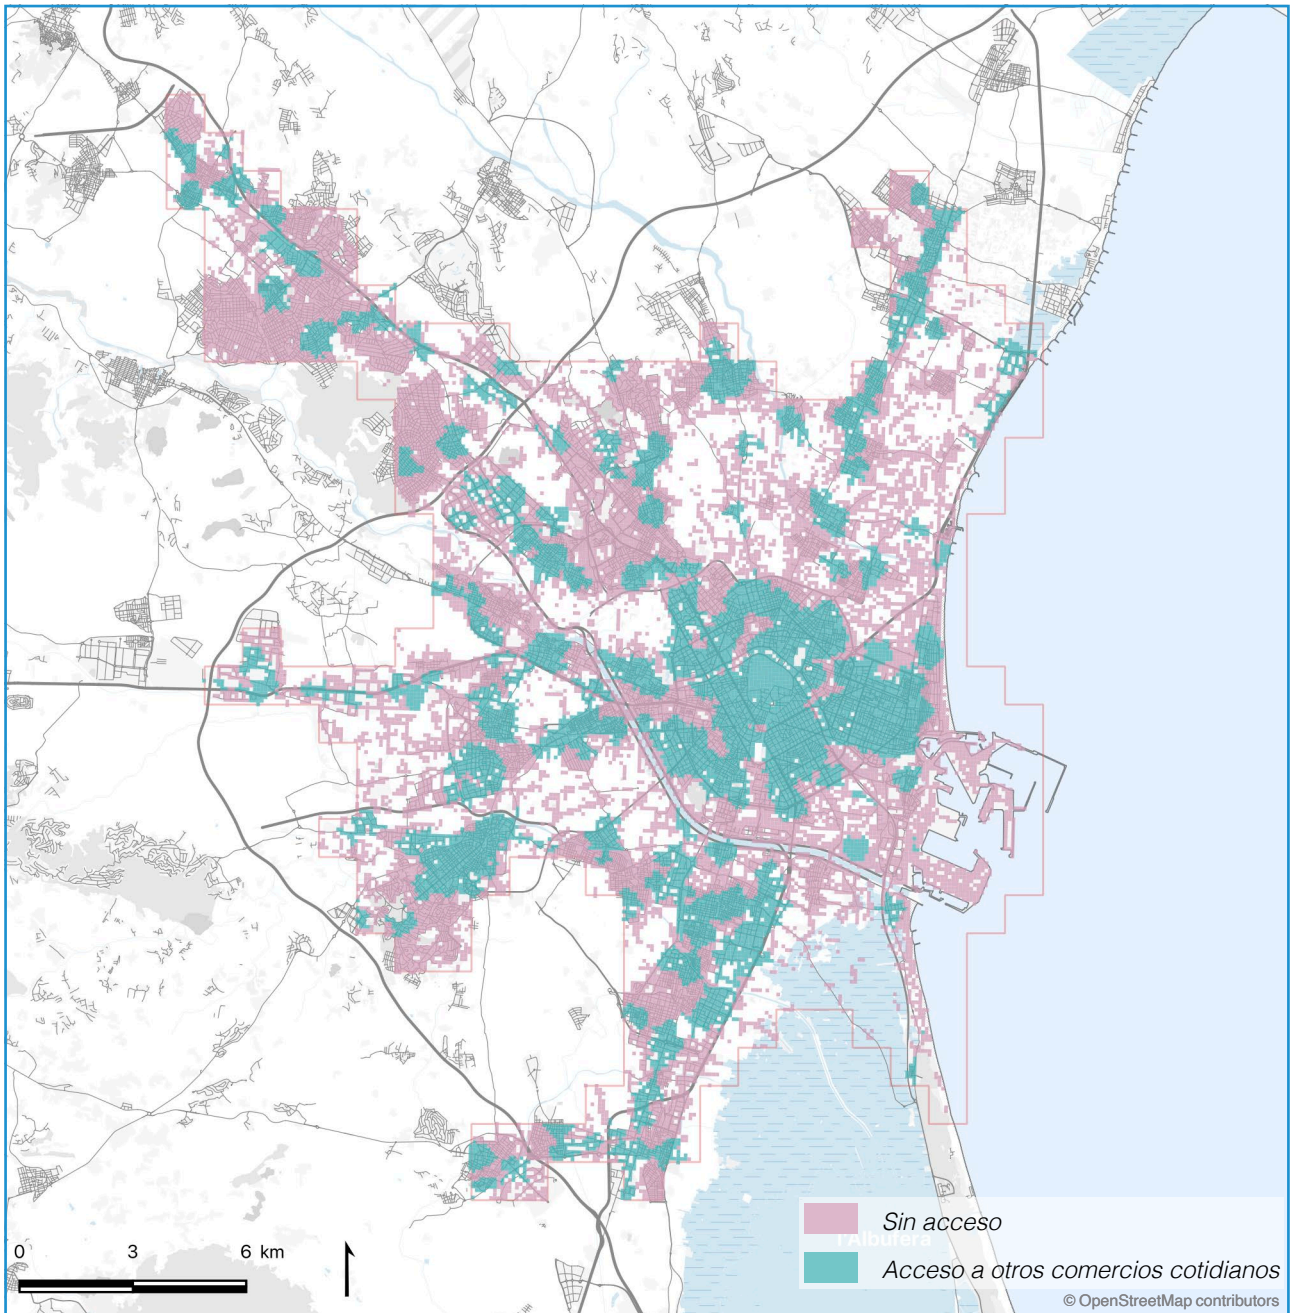 0 3 6 km
Sin acceso
l'Albufera
Acceso a otros comercios cotidianos
© OpenStreetMap contributors